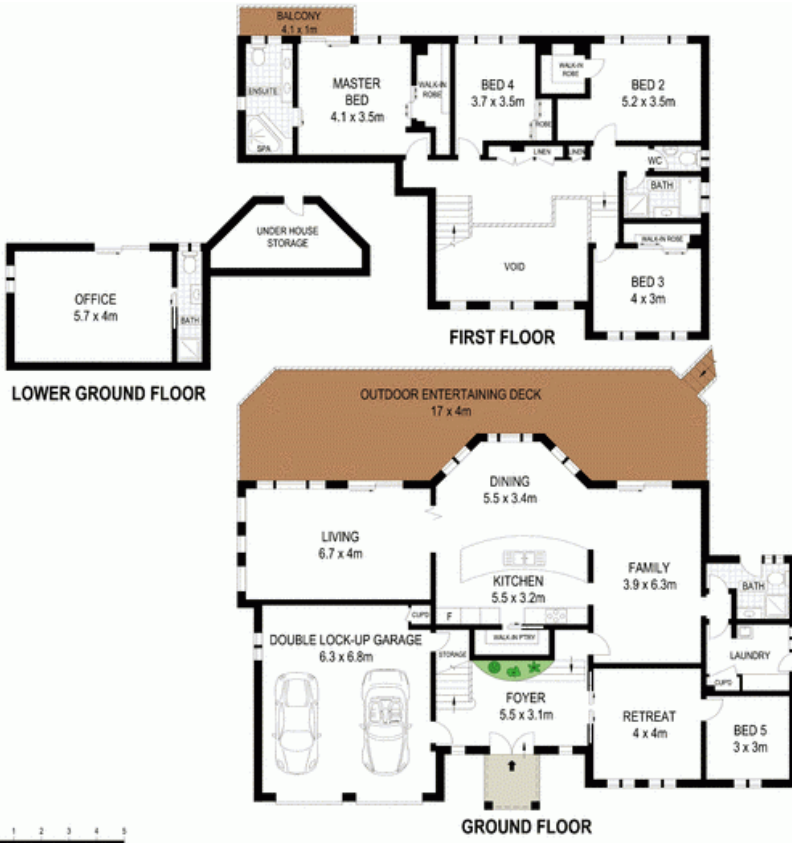 BALCONY
4.1 x 1m
ENSUITE
SPA
MASTER
BED
4.1 x 3.5m
WALK-IN
ROBE
BED 4
3.7 x 3.5m
ROBE
WALK-IN
ROBE
BED 2
5.2 x 3.5m
LINEN
LINEN
WC
BATH
WALK-IN ROBE
BED 3
4 x 3m
VOID
FIRST FLOOR
UNDER HOUSE
STORAGE
OFFICE
5.7 x 4m
BATH
LOWER GROUND FLOOR
OUTDOOR ENTERTAINING DECK
17 x 4m
DINING
5.5 x 3.4m
LIVING
6.7 x 4m
KITCHEN
5.5 x 3.2m
F
FAMILY
3.9 x 6.3m
BATH
CUP'D
DOUBLE LOCK-UP GARAGE
6.3 x 6.8m
STORAGE
WALK-IN P'TRY
LAUNDRY
CUP'D
FOYER
5.5 x 3.1m
RETREAT
4 x 4m
BED 5
3 x 3m
GROUND FLOOR
1 2 3 4 5